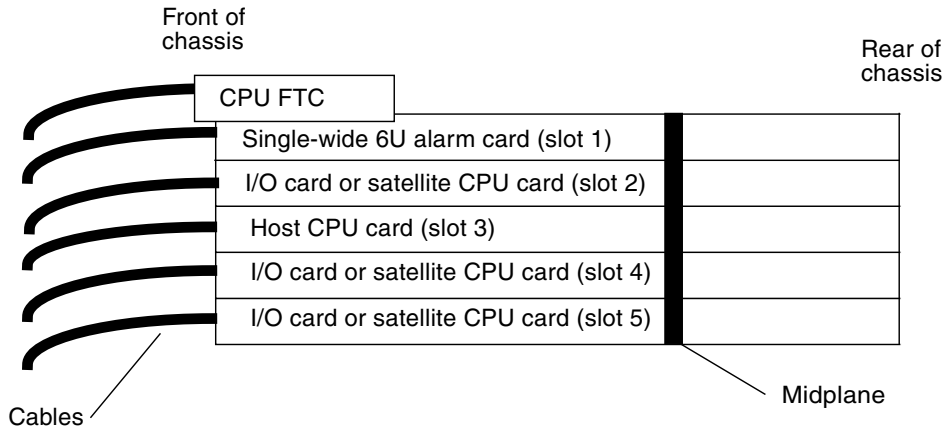 Front of
chassis
Rear of
chassis
CPU FTC
Single-wide 6U alarm card (slot 1)
I/O card or satellite CPU card (slot 2)
Host CPU card (slot 3)
I/O card or satellite CPU card (slot 4)
I/O card or satellite CPU card (slot 5)
Midplane
Cables